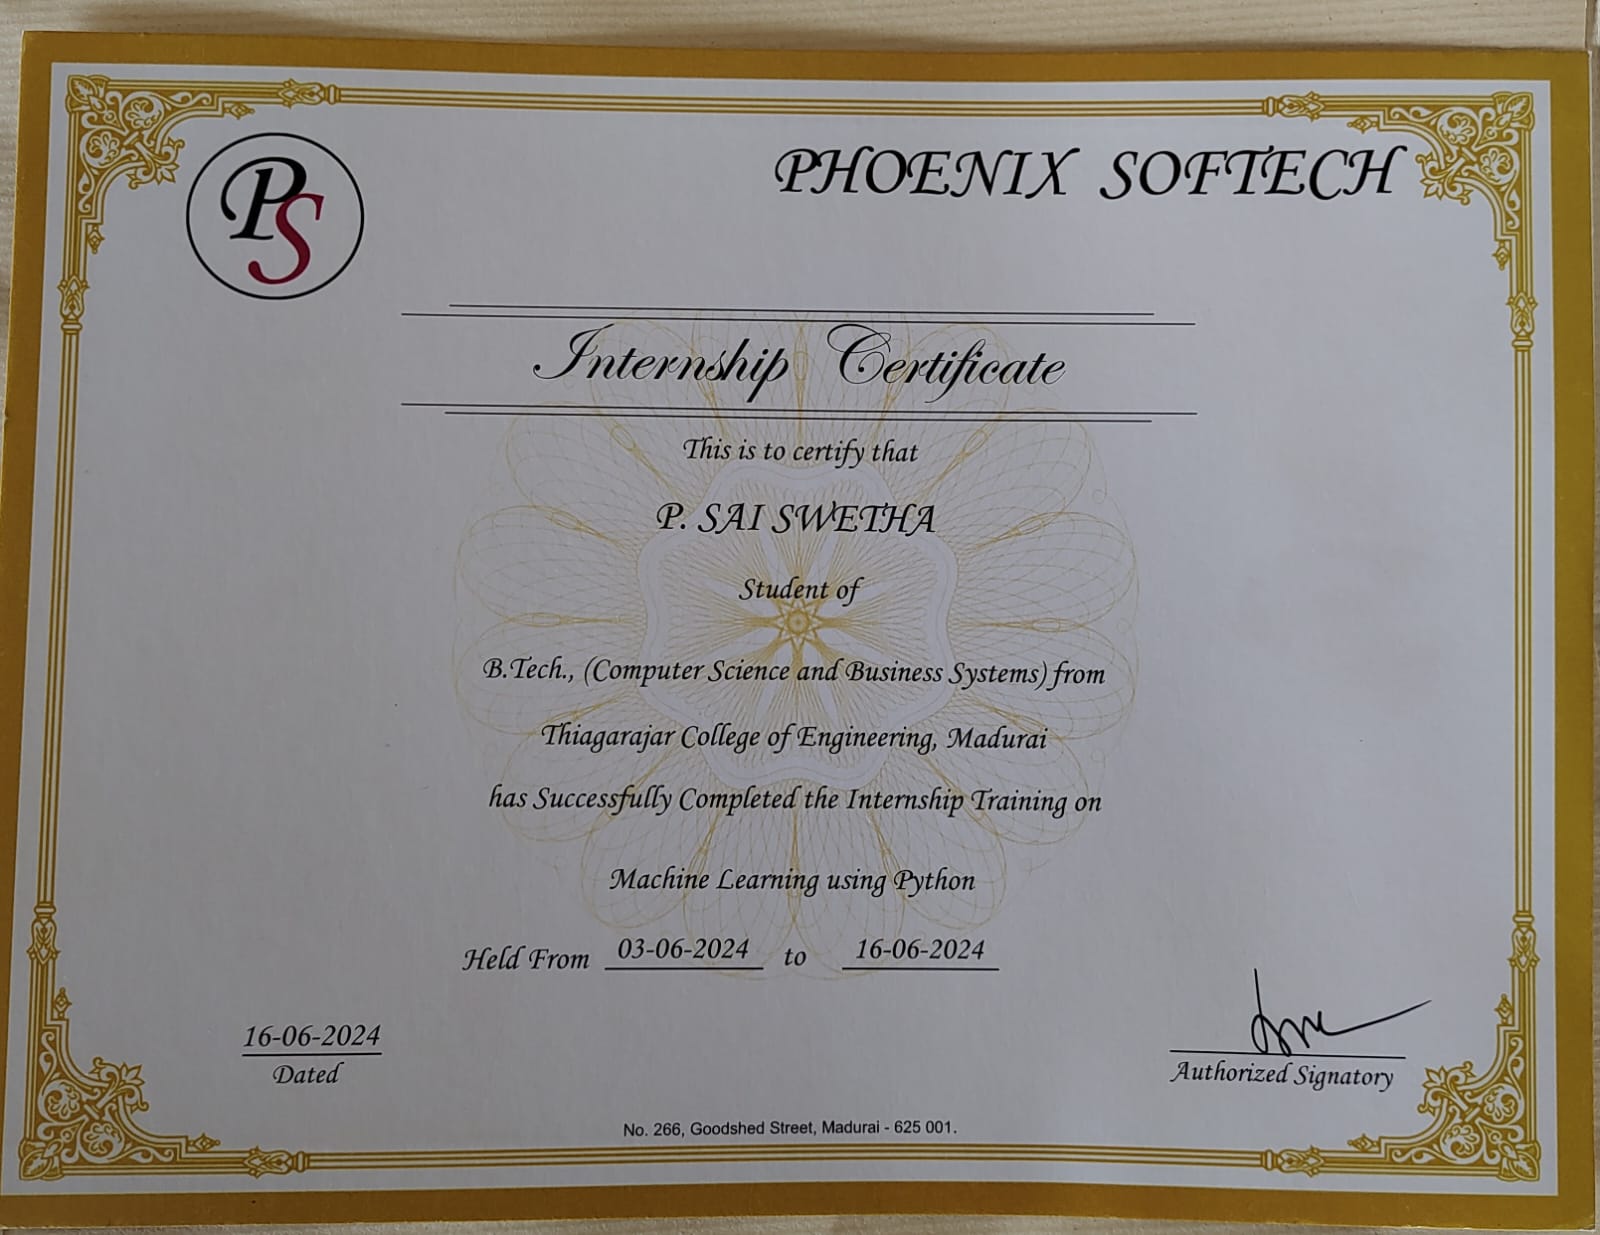 PS
PHOENIX SOFTECH
Internship Certificate
This is to certify that
P. SAI SWETHA
Student of
B.Tech., (Computer Science and Business Systems) from
Thiagarajar College of Engineering, Madurai
has Successfully Completed the Internship Training on
Machine Learning using Python
Held From 03-06-2024 to 16-06-2024
16-06-2024
Dated
Authorized Signatory
No. 266, Goodshed Street, Madurai - 625 001.